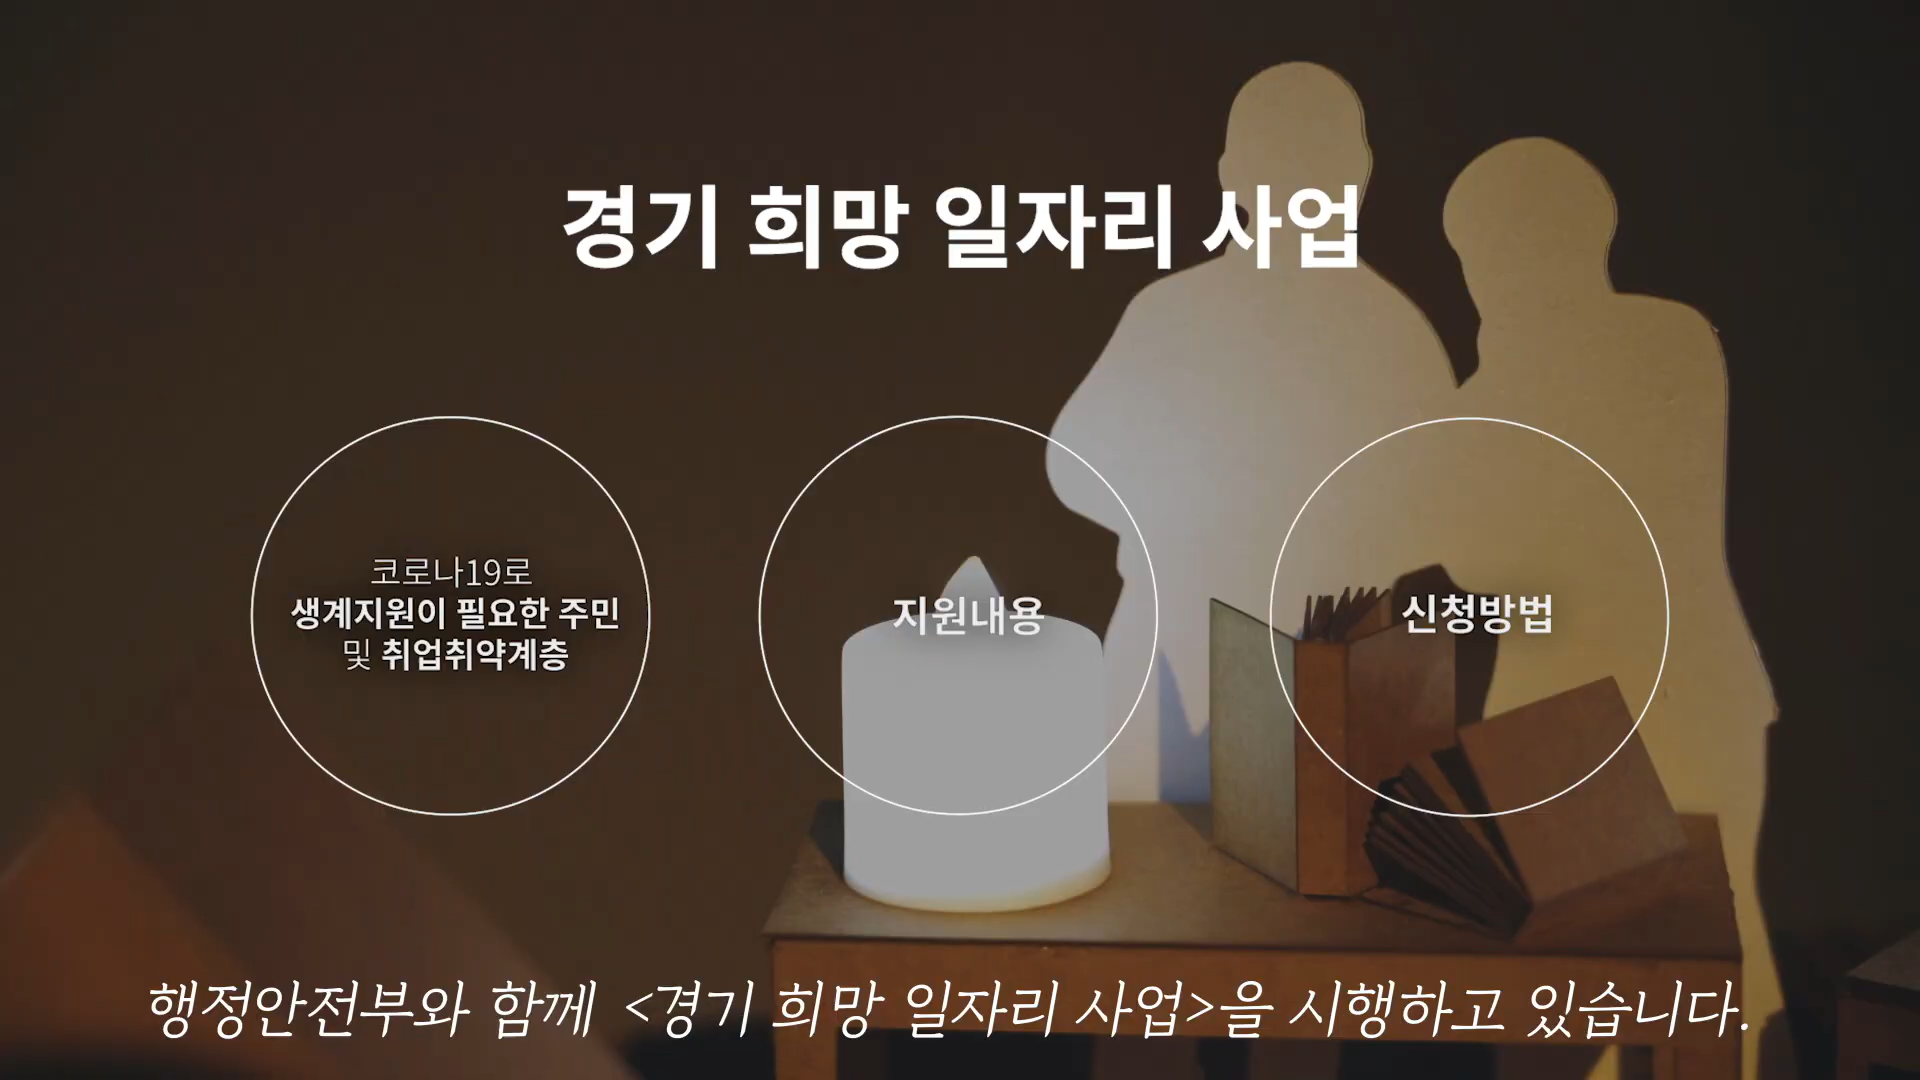 경기 희망 일자리 사업
코로나19로
생계지원이 필요한 주민
및 취업취약계층
지원내용
신청방법
행정안전부와 함께 <경기 희망 일자리 사업>을 시행하고 있습니다.